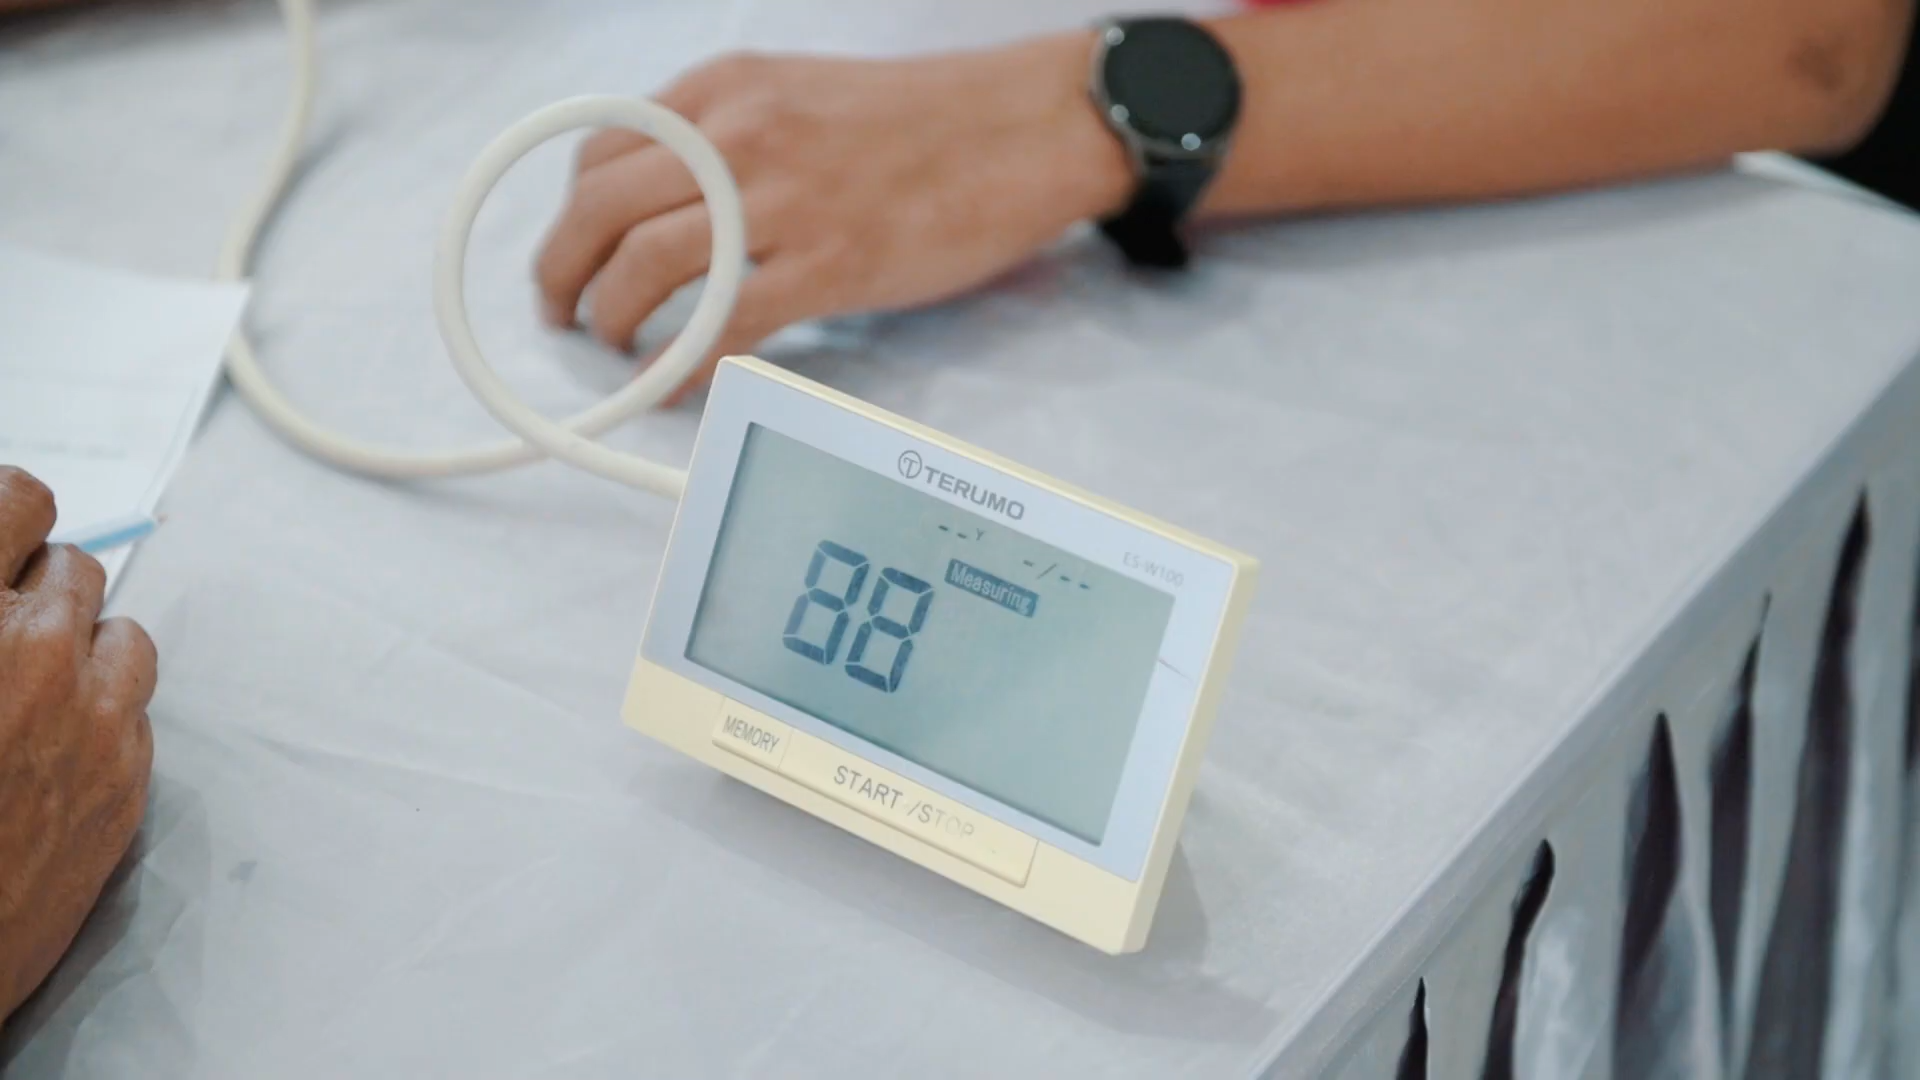 TERUMO
ES-W100
--Y -/--
Measuring
88
MEMORY
START/STOP